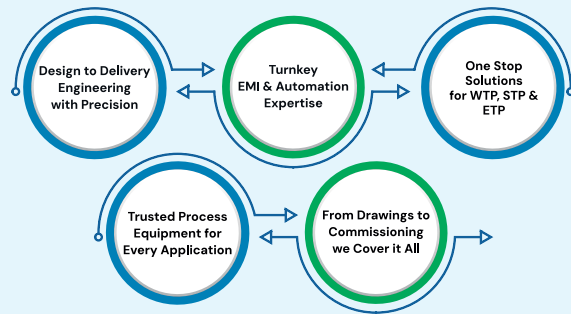 Design to Delivery
Engineering
with Precision
Turnkey
EMI & Automation
Expertise
One Stop
Solutions
for WTP, STP &
ETP
Trusted Process
Equipment for
Every Application
From Drawings to
Commissioning
we Cover it All